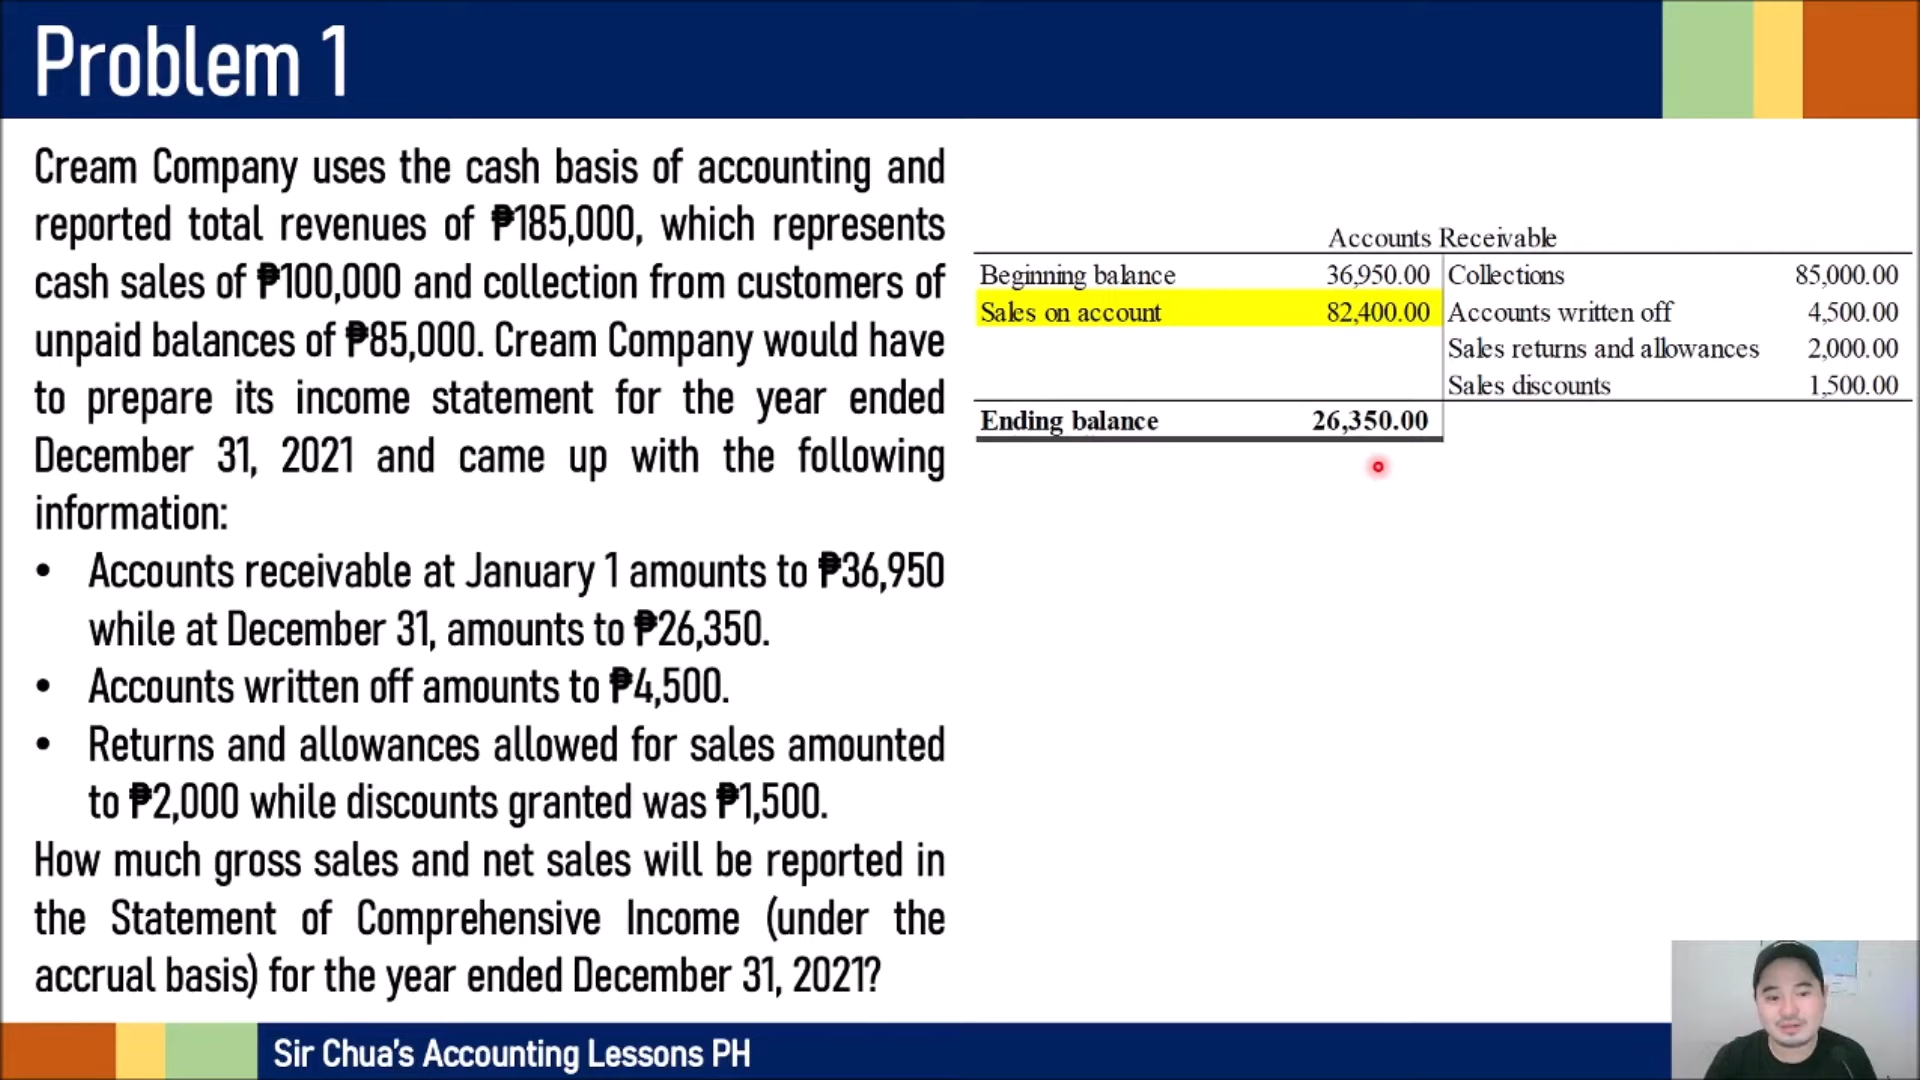 Problem 1
Cream Company uses the cash basis of accounting and
reported total revenues of ₱185,000, which represents
cash sales of ₱100,000 and collection from customers of
unpaid balances of ₱85,000. Cream Company would have
to prepare its income statement for the year ended
December 31, 2021 and came up with the following
information:
• Accounts receivable at January 1 amounts to ₱36,950
while at December 31, amounts to ₱26,350.
• Accounts written off amounts to ₱4,500.
• Returns and allowances allowed for sales amounted
to ₱2,000 while discounts granted was ₱1,500.
How much gross sales and net sales will be reported in
the Statement of Comprehensive Income (under the
accrual basis) for the year ended December 31, 2021?
Accounts Receivable
Beginning balance 36,950.00 Collections 85,000.00
Sales on account 82,400.00 Accounts written off 4,500.00
Sales returns and allowances 2,000.00
Sales discounts 1,500.00
Ending balance 26,350.00
Sir Chua's Accounting Lessons PH